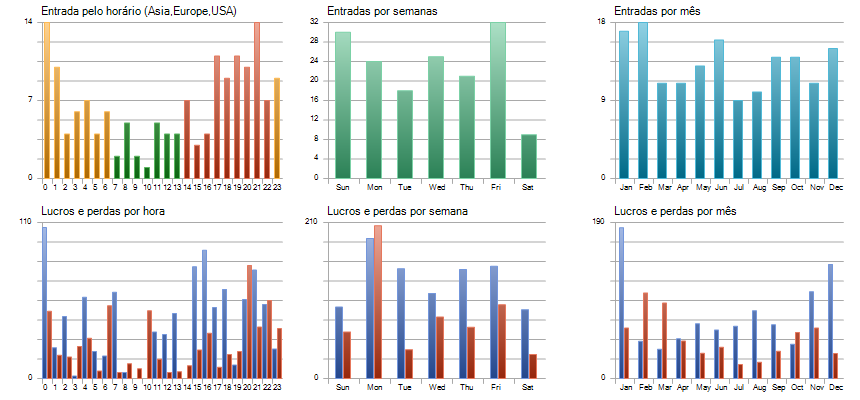 Entrada pelo horário (Asia,Europe,USA)
14
7
0
0 1 2 3 4 5 6 7 8 9 10 11 12 13 14 15 16 17 18 19 20 21 22 23
Entradas por semanas
32
28
24
20
16
12
8
4
0
Sun Mon Tue Wed Thu Fri Sat
Entradas por mês
18
9
0
Jan Feb Mar Apr May Jun Jul Aug Sep Oct Nov Dec
Lucros e perdas por hora
110
0
0 1 2 3 4 5 6 7 8 9 10 11 12 13 14 15 16 17 18 19 20 21 22 23
Lucros e perdas por semana
210
0
Sun Mon Tue Wed Thu Fri Sat
Lucros e perdas por mês
190
0
Jan Feb Mar Apr May Jun Jul Aug Sep Oct Nov Dec